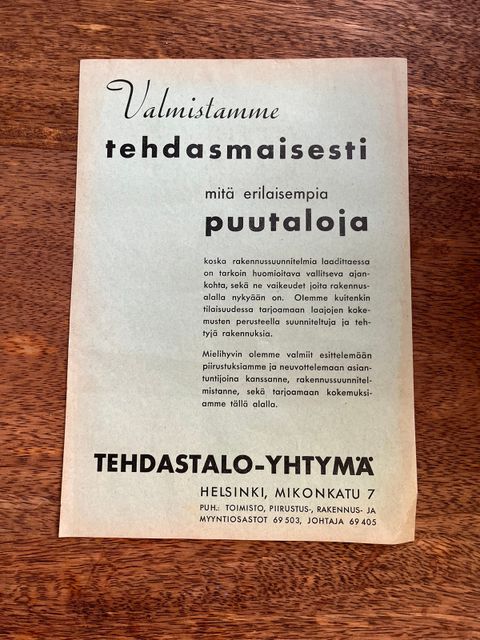 Valmistamme
tehdasmaisesti
mitä erilaisempia
puutaloja
koska rakennussuunnitelmia laadittaessa
on tarkoin huomioitava vallitseva ajan-
kohta, sekä ne vaikeudet joita rakennus-
alalla nykyään on. Olemme kuitenkin
tilaisuudessa tarjoamaan laajojen koke-
musten perusteella suunniteltuja ja teh-
tyjä rakennuksia.
Mielihyvin olemme valmiit esittelemään
piirustuksiamme ja neuvottelemaan asian-
tuntijoina kanssanne, rakennussuunnitel-
mistanne, sekä tarjoamaan kokemuksi-
amme tällä alalla.
TEHDASTALO-YHTYMÄ
HELSINKI, MIKONKATU 7
PUH.: TOIMISTO, PIIRUSTUS-, RAKENNUS- JA
MYYNTIOSASTOT 69 503, JOHTAJA 69 405